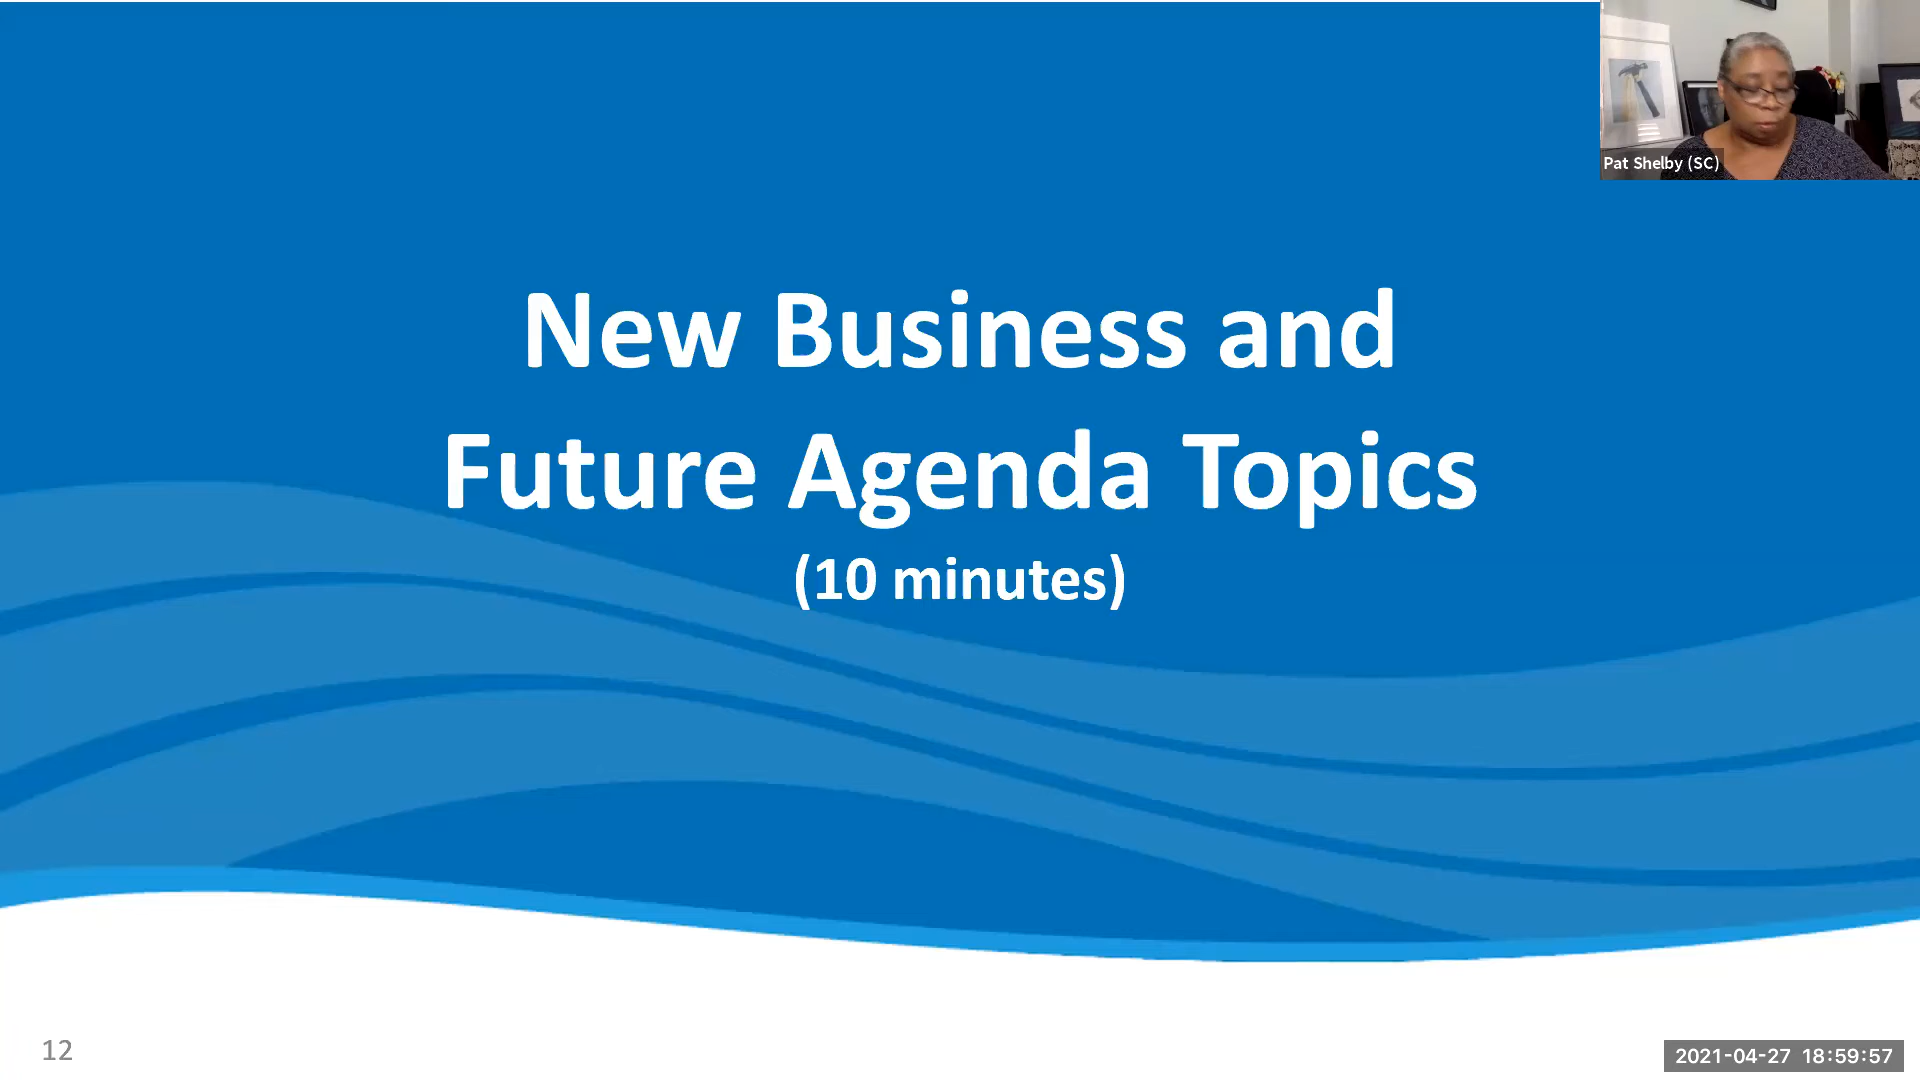 Pat Shelby (SC)
New Business and
Future Agenda Topics
(10 minutes)
12
2021-04-27 18:59:57